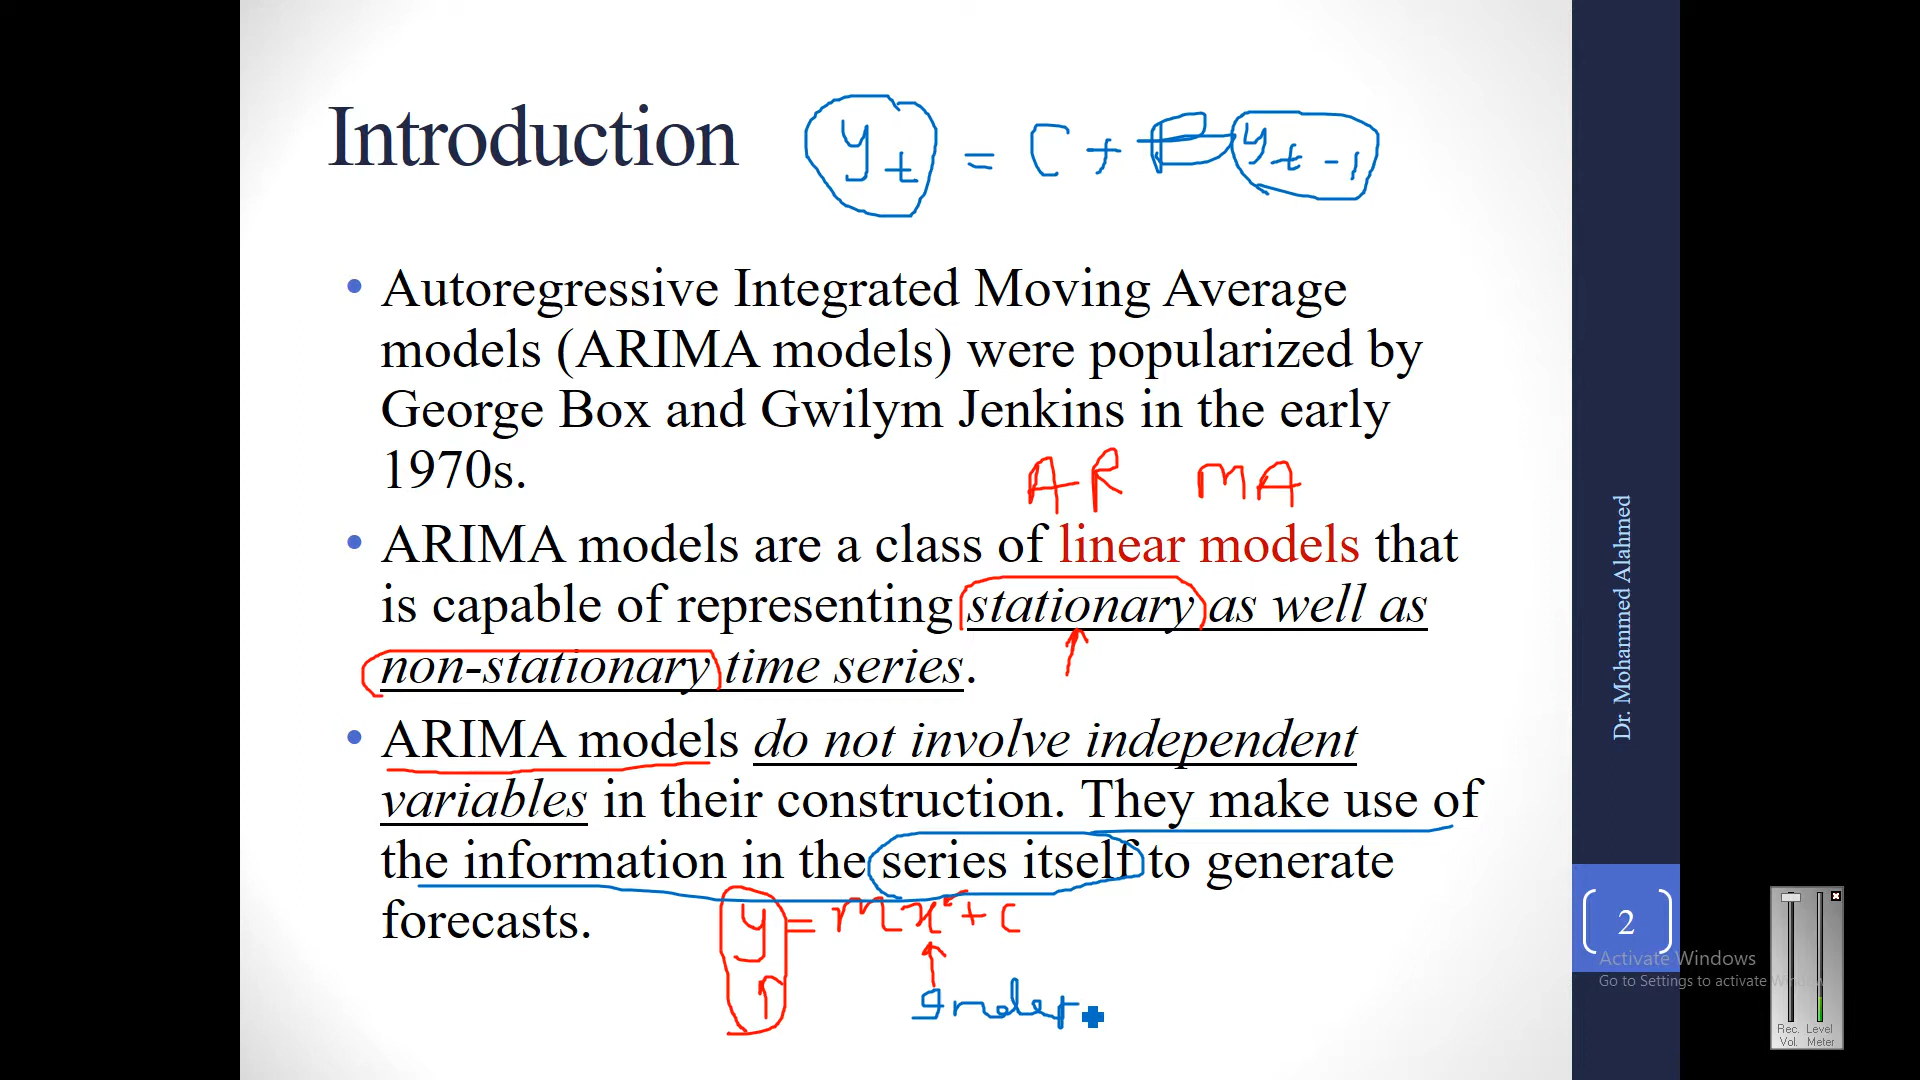 Introduction
y t = C + y t - 1
• Autoregressive Integrated Moving Average
models (ARIMA models) were popularized by
George Box and Gwilym Jenkins in the early
1970s.
AR MA
• ARIMA models are a class of linear models that
is capable of representing stationary as well as
non-stationary time series.
• ARIMA models do not involve independent
variables in their construction. They make use of
the information in the series itself to generate
forecasts.
y = mx + c
Dr. Mohammed Alahmed
2
Activate Windows
Go to Settings to activate
Rec. Level
Vol. Meter